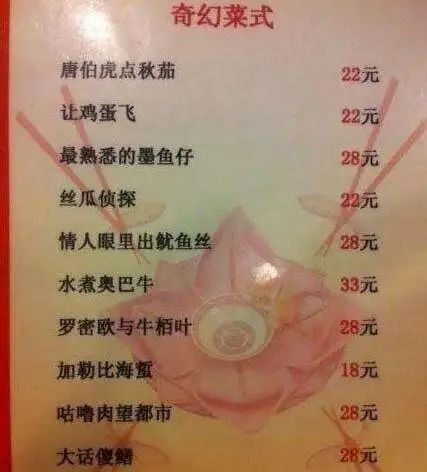 奇幻菜式
唐伯虎点秋茄 22元
让鸡蛋飞 22元
最熟悉的墨鱼仔 28元
丝瓜侦探 22元
情人眼里出鱿鱼丝 28元
水煮奥巴牛 33元
罗密欧与牛栢叶 28元
加勒比海蜇 18元
咕噜肉望都市 28元
大话傻鳝 28元